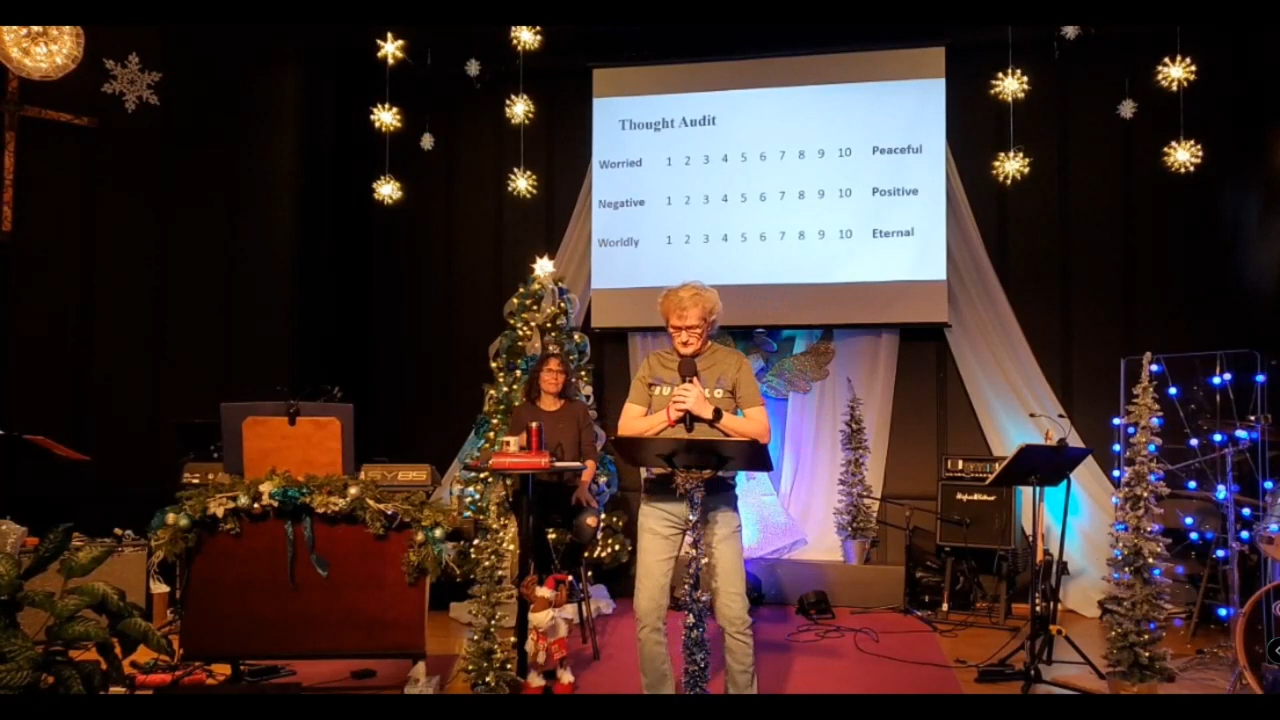 Thought Audit
Worried 1 2 3 4 5 6 7 8 9 10 Peaceful
Negative 1 2 3 4 5 6 7 8 9 10 Positive
Worldly 1 2 3 4 5 6 7 8 9 10 Eternal
SY85